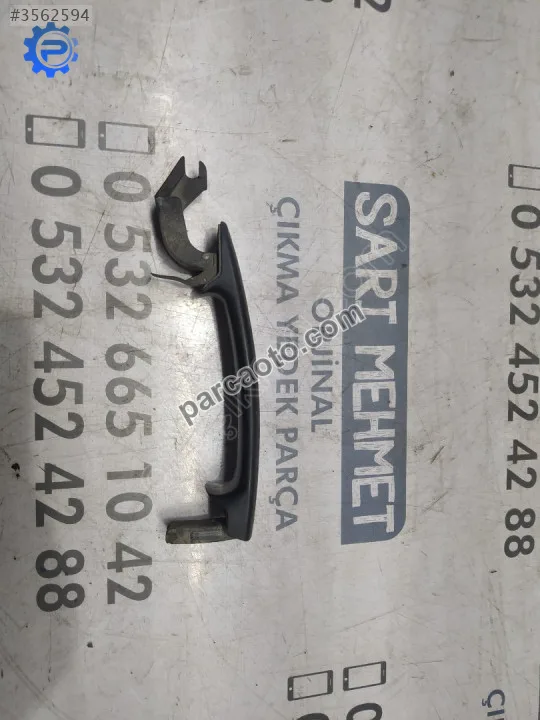 #3562594
SART MEHMET
ORJİNAL
ÇIKMA YEDEK PARÇA
0 532 665 10 42
0 532 452 42 88
0 532 452 42 88
parcaoto.com